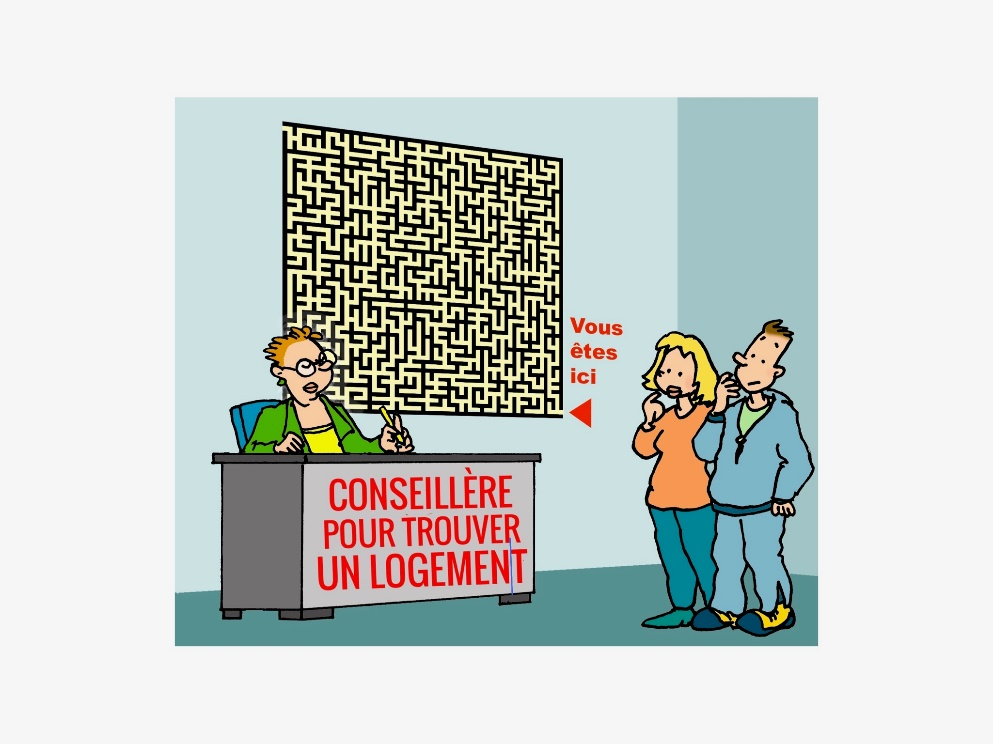 Vous
êtes
ici
CONSEILLÈRE
POUR TROUVER
UN LOGEMENT